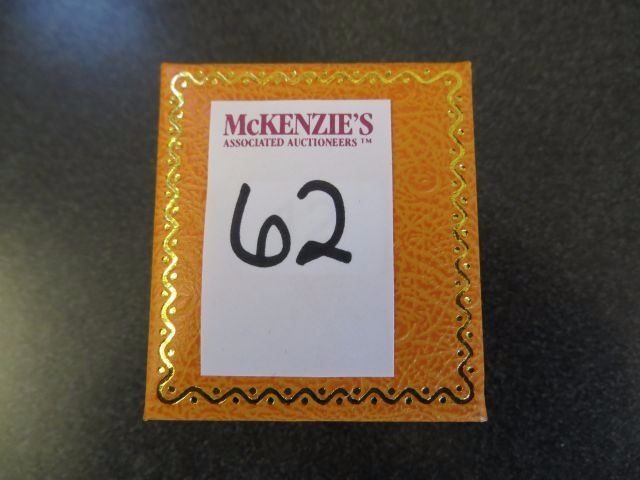 McKENZIE'S
ASSOCIATED AUCTIONEERS ™
62